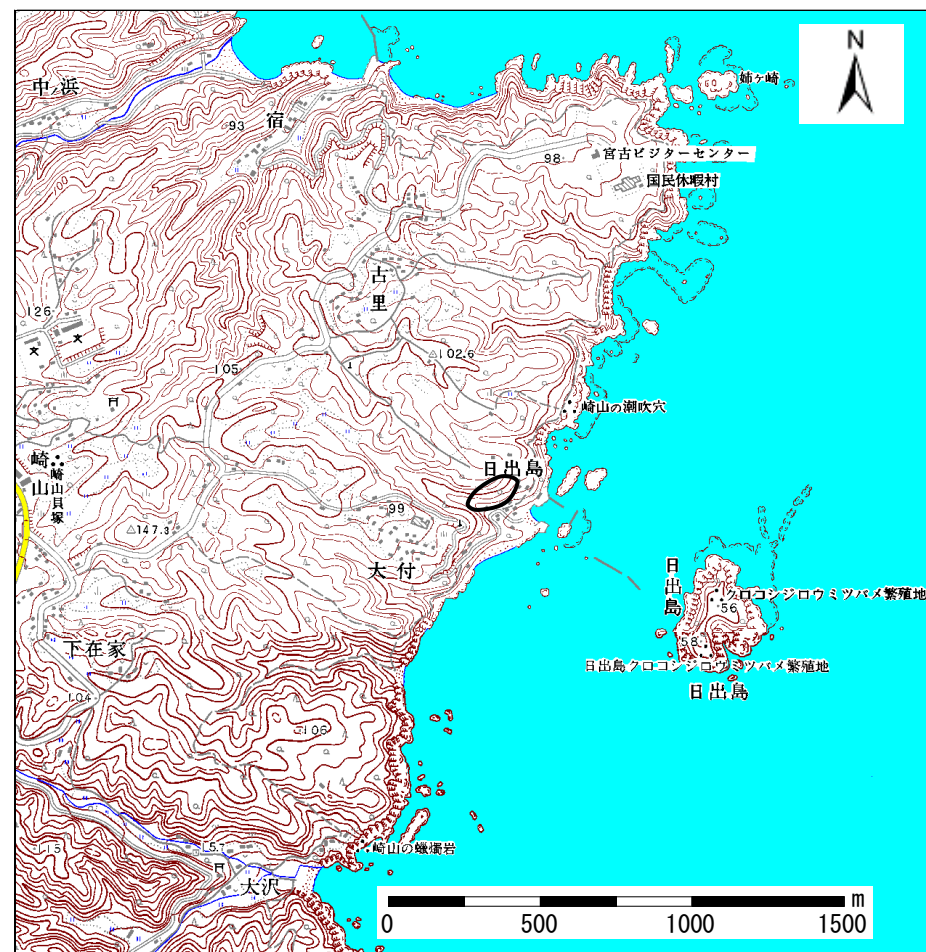 N
姉ヶ崎
中ノ浜
宿
93
98
宮古ビジターセンター
国民休暇村
古里
126
105
102.6
崎山の潮吹穴
崎山
崎山貝塚
日出島
99
147.3
大付
日出島
クロコシジロウミツバメ繁殖地
56
58
日出島クロコシジロウミツバメ繁殖地
日出島
下在家
104
106
115
5.7
崎山の蝋燭岩
大沢
m
0 500 1000 1500